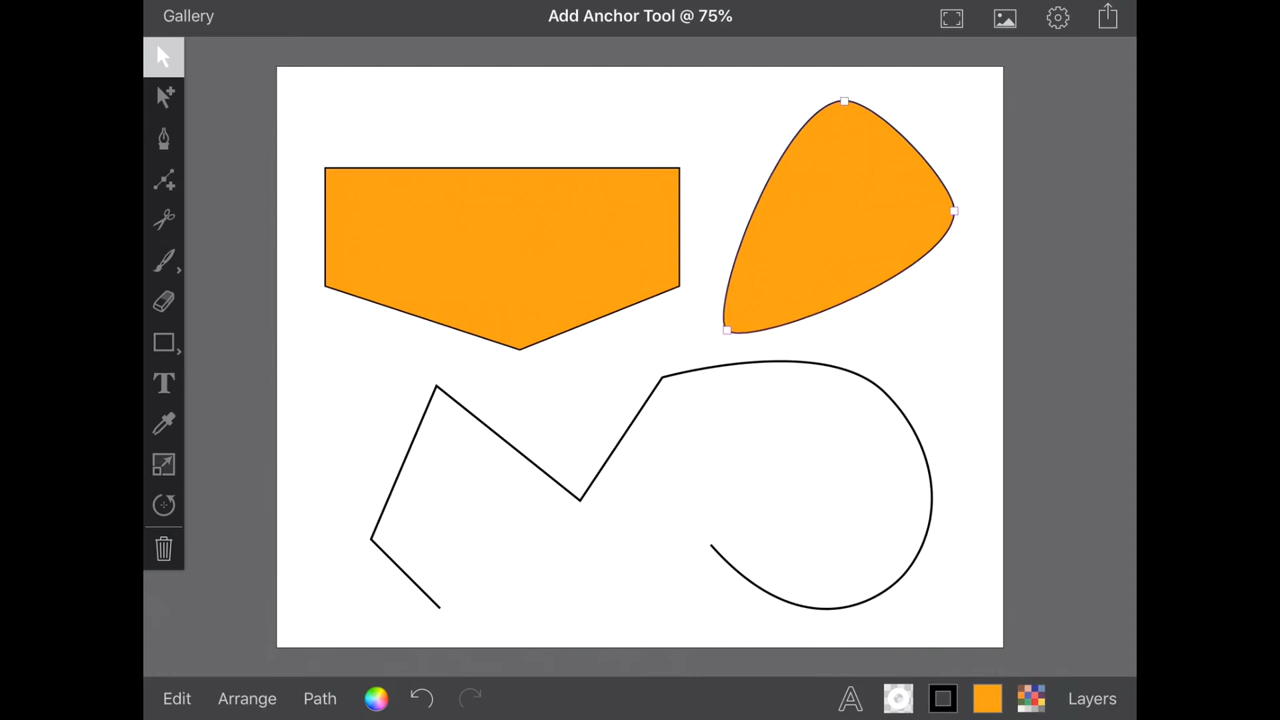 Gallery
Add Anchor Tool @ 75%
T
Edit
Arrange
Path
A
Layers